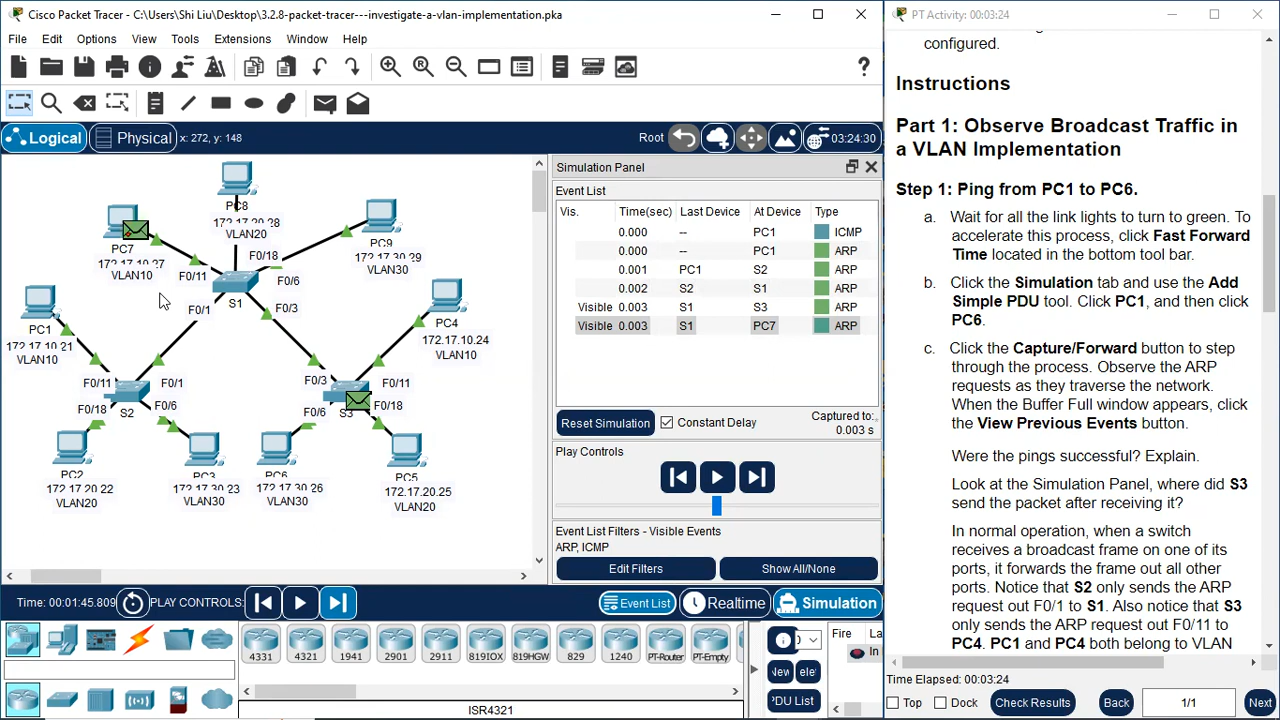 Cisco Packet Tracer - C:\Users\Shi Liu\Desktop\3.2.8-packet-tracer---investigate-a-vlan-implementation.pka
File Edit Options View Tools Extensions Window Help
Logical Physical x: 272, y: 148 Root 03:24:30
PC8
172.17.20.28
VLAN20
PC7
172.17.10.27
VLAN10
PC9
172.17.30.29
VLAN30
F0/11
F0/18
F0/6
S1
F0/1
F0/3
PC1
172.17.10.21
VLAN10
PC4
172.17.10.24
VLAN10
F0/11
F0/1
F0/3
F0/11
S2
F0/18
F0/6
F0/6
S3
F0/18
PC2
172.17.20.22
VLAN20
PC3
172.17.30.23
VLAN30
PC6
172.17.30.26
VLAN30
PC5
172.17.20.25
VLAN20
Simulation Panel
Event List
Vis. Time(sec) Last Device At Device Type
0.000 -- PC1 ICMP
0.000 -- PC1 ARP
0.001 PC1 S2 ARP
0.002 S2 S1 ARP
Visible 0.003 S1 S3 ARP
Visible 0.003 S1 PC7 ARP
Reset Simulation Constant Delay Captured to:
0.003 s
Play Controls
Event List Filters - Visible Events
ARP, ICMP
Edit Filters Show All/None
Time: 00:01:45.809 PLAY CONTROLS: Event List Realtime Simulation
4331 4321 1941 2901 2911 819IOX 819HGW 829 1240 PT-Router PT-Empty
ISR4321
Fire La
In
New
PDU List
PT Activity: 00:03:24
configured.
Instructions
Part 1: Observe Broadcast Traffic in
a VLAN Implementation
Step 1: Ping from PC1 to PC6.
a. Wait for all the link lights to turn to green. To
accelerate this process, click Fast Forward
Time located in the bottom tool bar.
b. Click the Simulation tab and use the Add
Simple PDU tool. Click PC1, and then click
PC6.
c. Click the Capture/Forward button to step
through the process. Observe the ARP
requests as they traverse the network.
When the Buffer Full window appears, click
the View Previous Events button.
Were the pings successful? Explain.
Look at the Simulation Panel, where did S3
send the packet after receiving it?
In normal operation, when a switch
receives a broadcast frame on one of its
ports, it forwards the frame out all other
ports. Notice that S2 only sends the ARP
request out F0/1 to S1. Also notice that S3
only sends the ARP request out F0/11 to
PC4. PC1 and PC4 both belong to VLAN
Time Elapsed: 00:03:24
Top Dock Check Results Back 1/1 Next